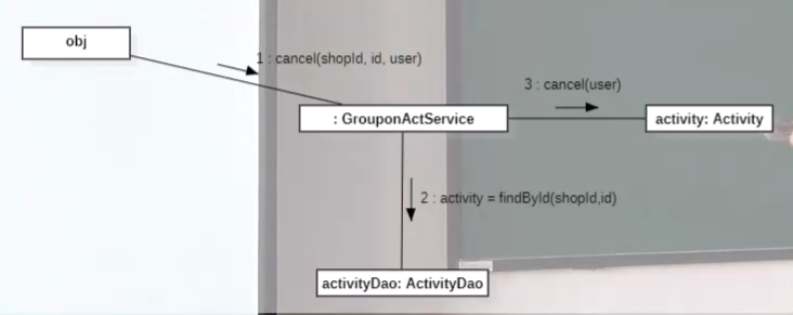 obj
1 : cancel(shopId, id, user)
3 : cancel(user)
: GrouponActService
activity: Activity
2 : activity = findById(shopId,id)
activityDao: ActivityDao